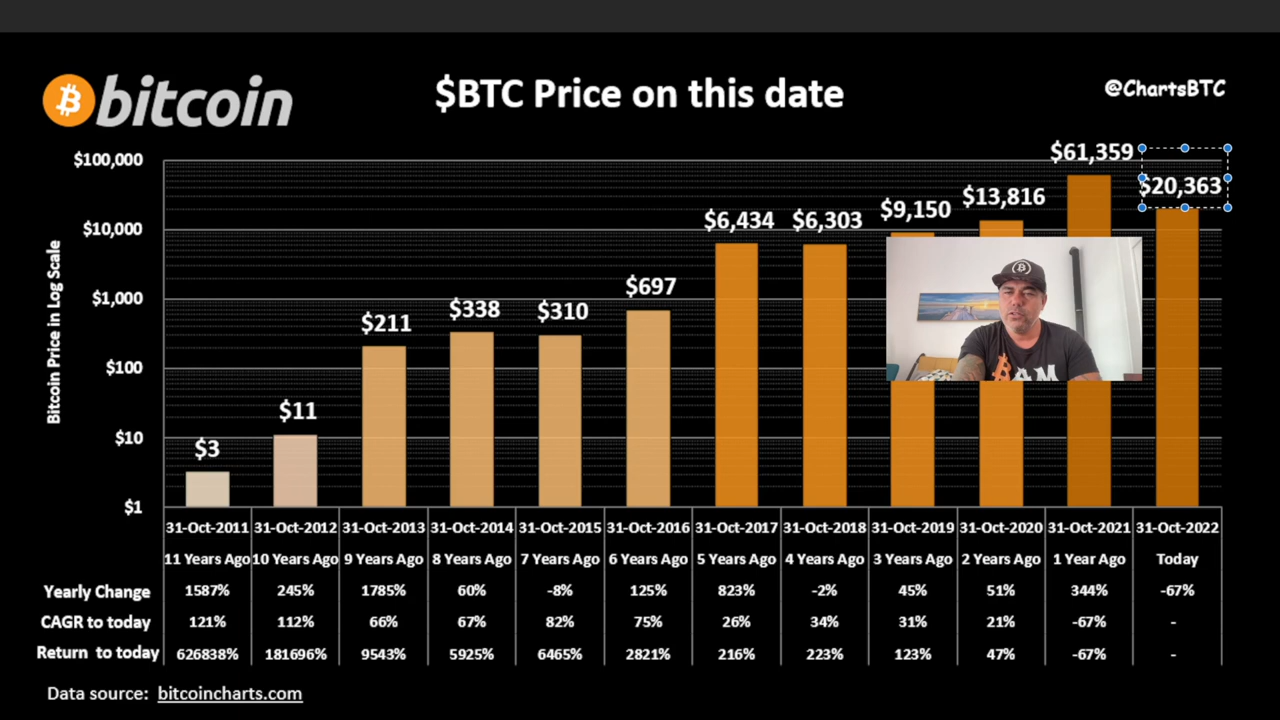 bitcoin
$BTC Price on this date
@ChartsBTC
Bitcoin Price in Log Scale
$100,000
$10,000
$1,000
$100
$10
$1
$3
$11
$211
$338
$310
$697
$6,434
$6,303
$9,150
$13,816
$61,359
$20,363
31-Oct-2011 31-Oct-2012 31-Oct-2013 31-Oct-2014 31-Oct-2015 31-Oct-2016 31-Oct-2017 31-Oct-2018 31-Oct-2019 31-Oct-2020 31-Oct-2021 31-Oct-2022
11 Years Ago 10 Years Ago 9 Years Ago 8 Years Ago 7 Years Ago 6 Years Ago 5 Years Ago 4 Years Ago 3 Years Ago 2 Years Ago 1 Year Ago Today
Yearly Change 1587% 245% 1785% 60% -8% 125% 823% -2% 45% 51% 344% -67%
CAGR to today 121% 112% 66% 67% 82% 75% 26% 34% 31% 21% -67% -
Return to today 626838% 181696% 9543% 5925% 6465% 2821% 216% 223% 123% 47% -67% -
Data source: bitcoincharts.com